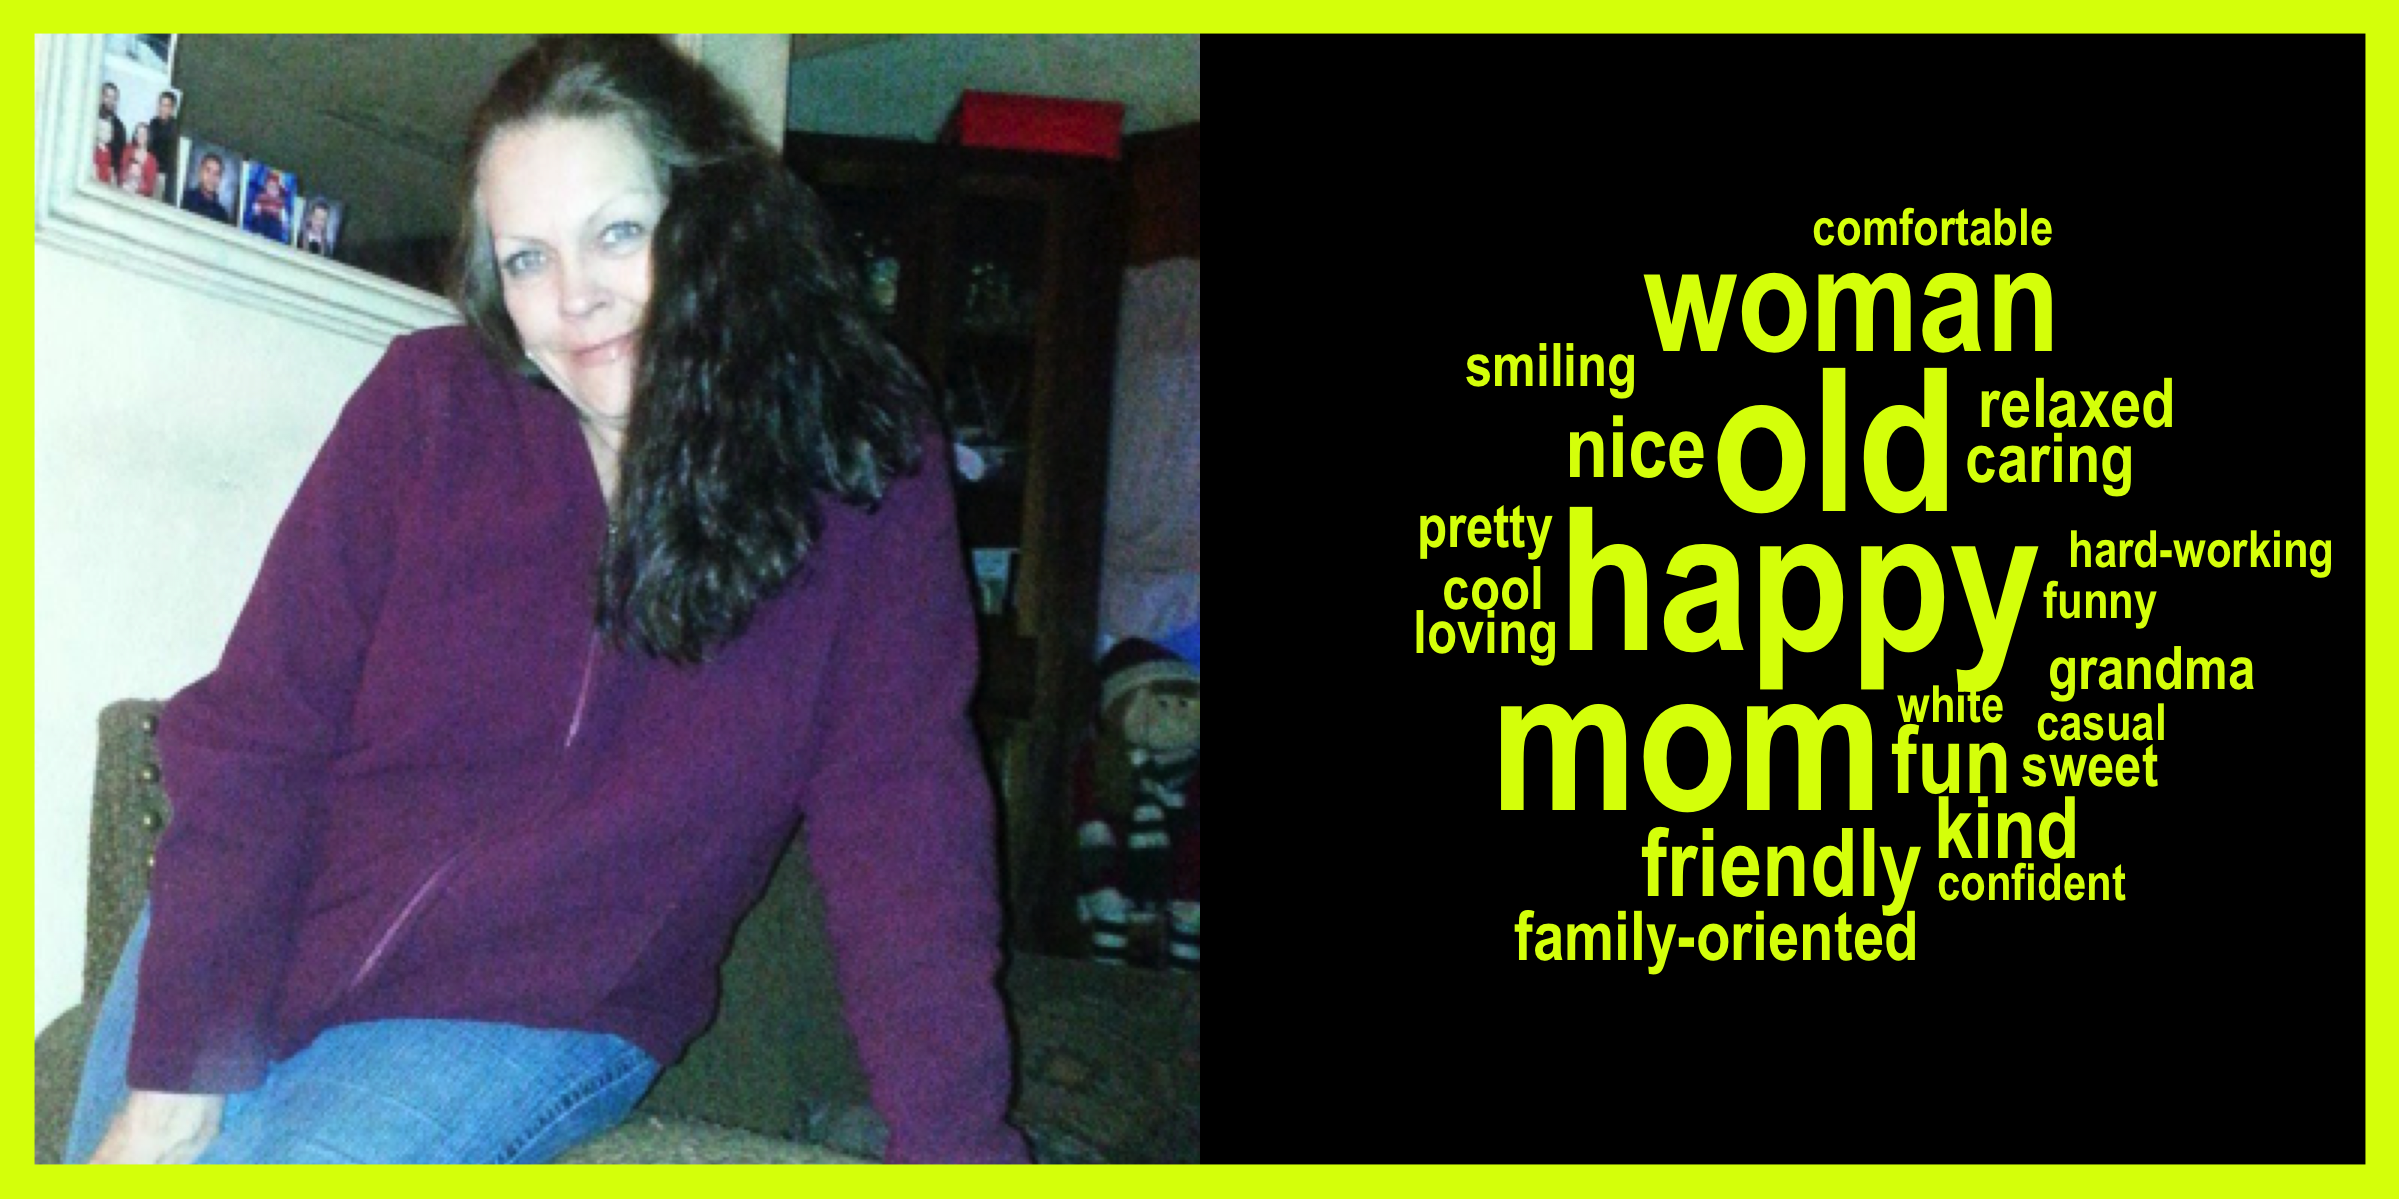 comfortable
woman
smiling
old
relaxed
nice
caring
pretty
happy
hard-working
cool
funny
loving
grandma
mom
white
casual
fun
sweet
kind
friendly
confident
family-oriented